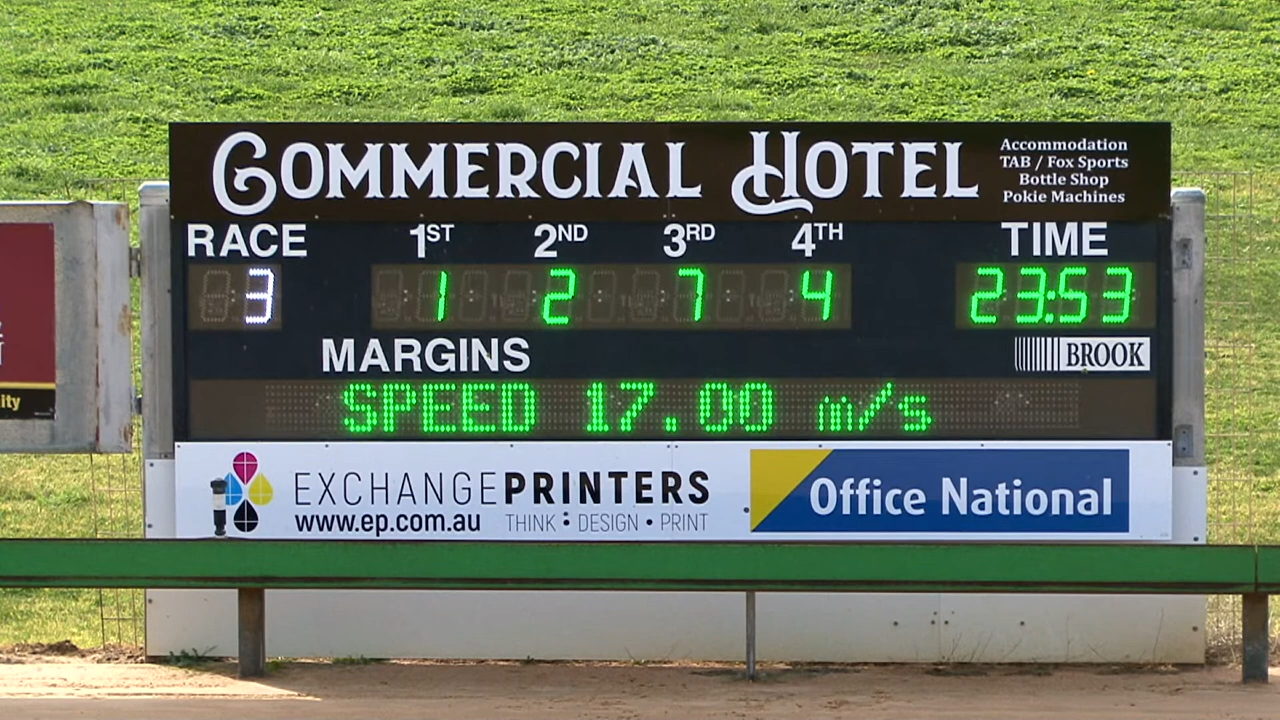 COMMERCIAL HOTEL
Accommodation
TAB / Fox Sports
Bottle Shop
Pokie Machines
RACE 1ST 2ND 3RD 4TH TIME
3 1 2 7 4 23:53
MARGINS
BROOK
SPEED 17.00 m/s
EXCHANGEPRINTERS
www.ep.com.au THINK • DESIGN • PRINT
Office National
ity